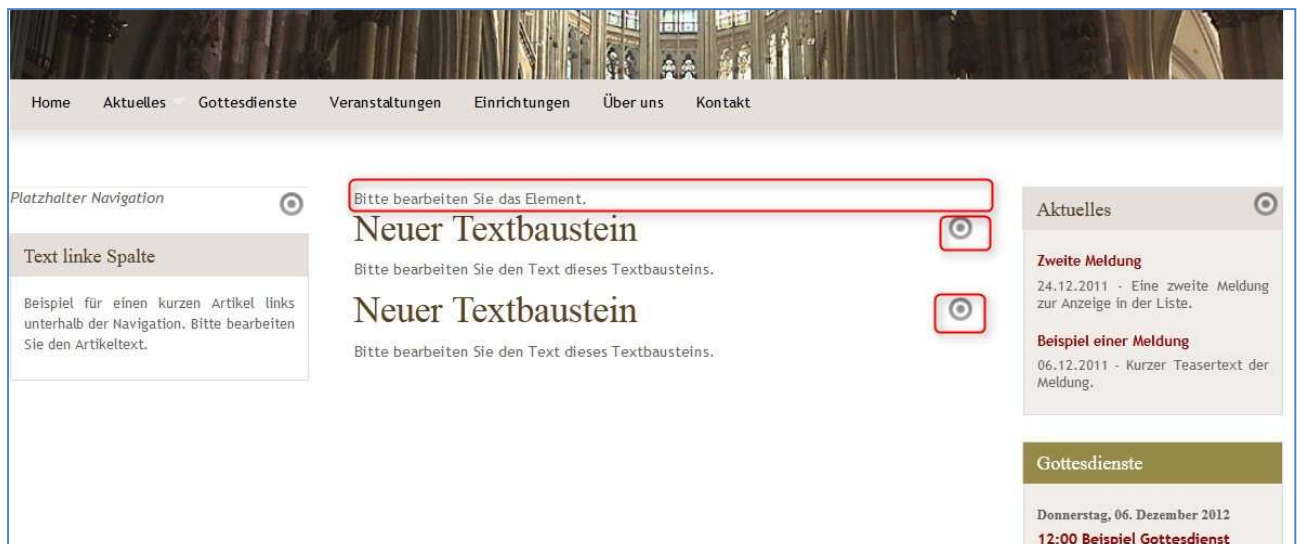 Home Aktuelles Gottesdienste Veranstaltungen Einrichtungen Über uns Kontakt
Platzhalter Navigation
Text linke Spalte
Beispiel für einen kurzen Artikel links
unterhalb der Navigation. Bitte bearbeiten
Sie den Artikeltext.
Bitte bearbeiten Sie das Element.
Neuer Textbaustein
Bitte bearbeiten Sie den Text dieses Textbausteins.
Neuer Textbaustein
Bitte bearbeiten Sie den Text dieses Textbausteins.
Aktuelles
Zweite Meldung
24.12.2011 - Eine zweite Meldung
zur Anzeige in der Liste.
Beispiel einer Meldung
06.12.2011 - Kurzer Teasertext der
Meldung.
Gottesdienste
Donnerstag, 06. Dezember 2012
12:00 Beispiel Gottesdienst